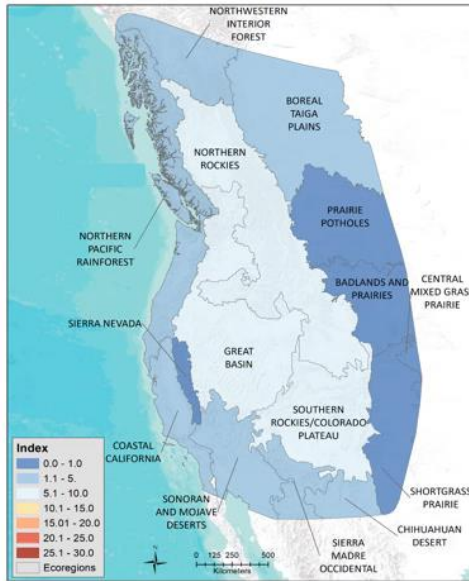 NORTHWESTERN
INTERIOR
FOREST
BOREAL
TAIGA
PLAINS
NORTHERN
ROCKIES
PRAIRIE
POTHOLES
NORTHERN
PACIFIC
RAINFOREST
BADLANDS AND
PRAIRIES
CENTRAL
MIXED GRASS
PRAIRIE
SIERRA NEVADA
GREAT
BASIN
SOUTHERN
ROCKIES/COLORADO
PLATEAU
COASTAL
CALIFORNIA
SONORAN
AND MOJAVE
DESERTS
SIERRA
MADRE
OCCIDENTAL
CHIHUAHUAN
DESERT
SHORTGRASS
PRAIRIE
Index
0.0 - 1.0
1.1 - 5.
5.1 - 10.0
10.1 - 15.0
15.01 - 20.0
20.1 - 25.0
25.1 - 30.0
Ecoregions
0 125 250 500
Kilometers